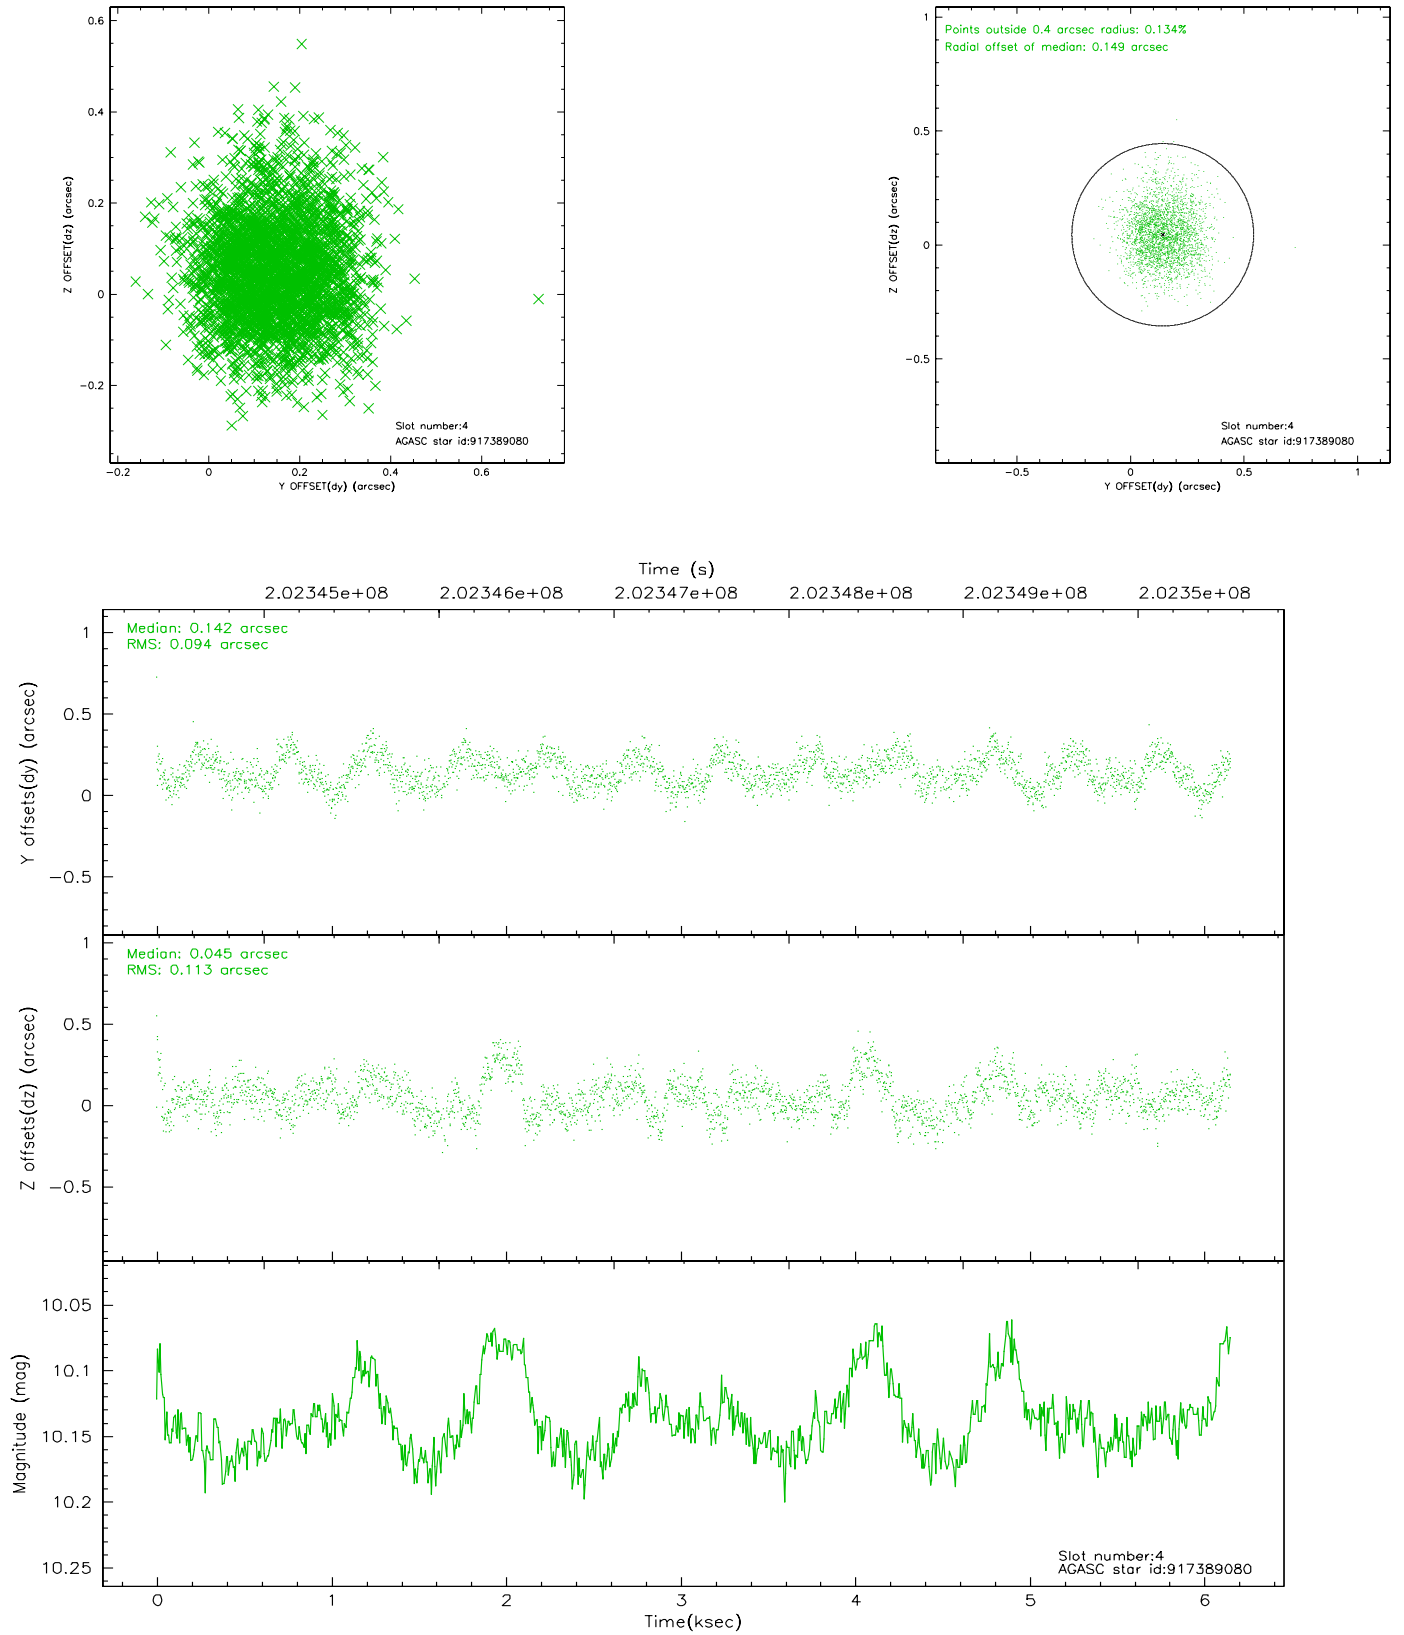 0.6
0.4
0.2
0
−0.2
Z OFFSET(dz) (arcsec)
−0.2 0 0.2 0.4 0.6
Y OFFSET(dy) (arcsec)
Slot number:4
AGASC star id:917389080
Points outside 0.4 arcsec radius: 0.134%
Radial offset of median: 0.149 arcsec
1
0.5
0
−0.5
Z OFFSET(dz) (arcsec)
−0.5 0 0.5 1
Y OFFSET(dy) (arcsec)
Slot number:4
AGASC star id:917389080
Time (s)
2.02345e+08 2.02346e+08 2.02347e+08 2.02348e+08 2.02349e+08 2.0235e+08
Median: 0.142 arcsec
RMS: 0.094 arcsec
1
0.5
0
−0.5
Y offsets(dy) (arcsec)
Median: 0.045 arcsec
RMS: 0.113 arcsec
1
0.5
0
−0.5
Z offsets(dz) (arcsec)
10.05
10.1
10.15
10.2
10.25
Magnitude (mag)
Slot number:4
AGASC star id:917389080
0 1 2 3 4 5 6
Time(ksec)